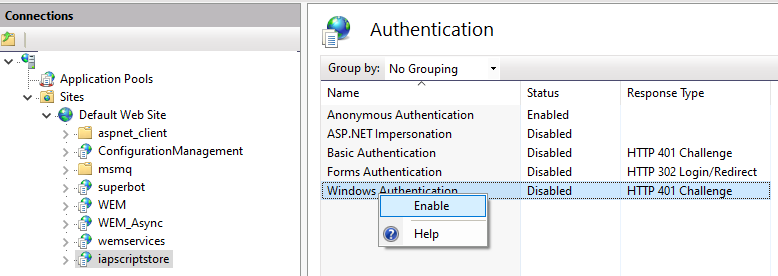 Connections
Application Pools
Sites
Default Web Site
aspnet_client
ConfigurationManagement
msmq
superbot
WEM
WEM_Async
wemservices
iapscriptstore
Authentication
Group by: No Grouping
Name Status Response Type
Anonymous Authentication Enabled
ASP.NET Impersonation Disabled
Basic Authentication Disabled HTTP 401 Challenge
Forms Authentication Disabled HTTP 302 Login/Redirect
Windows Authentication Disabled HTTP 401 Challenge
Enable
Help